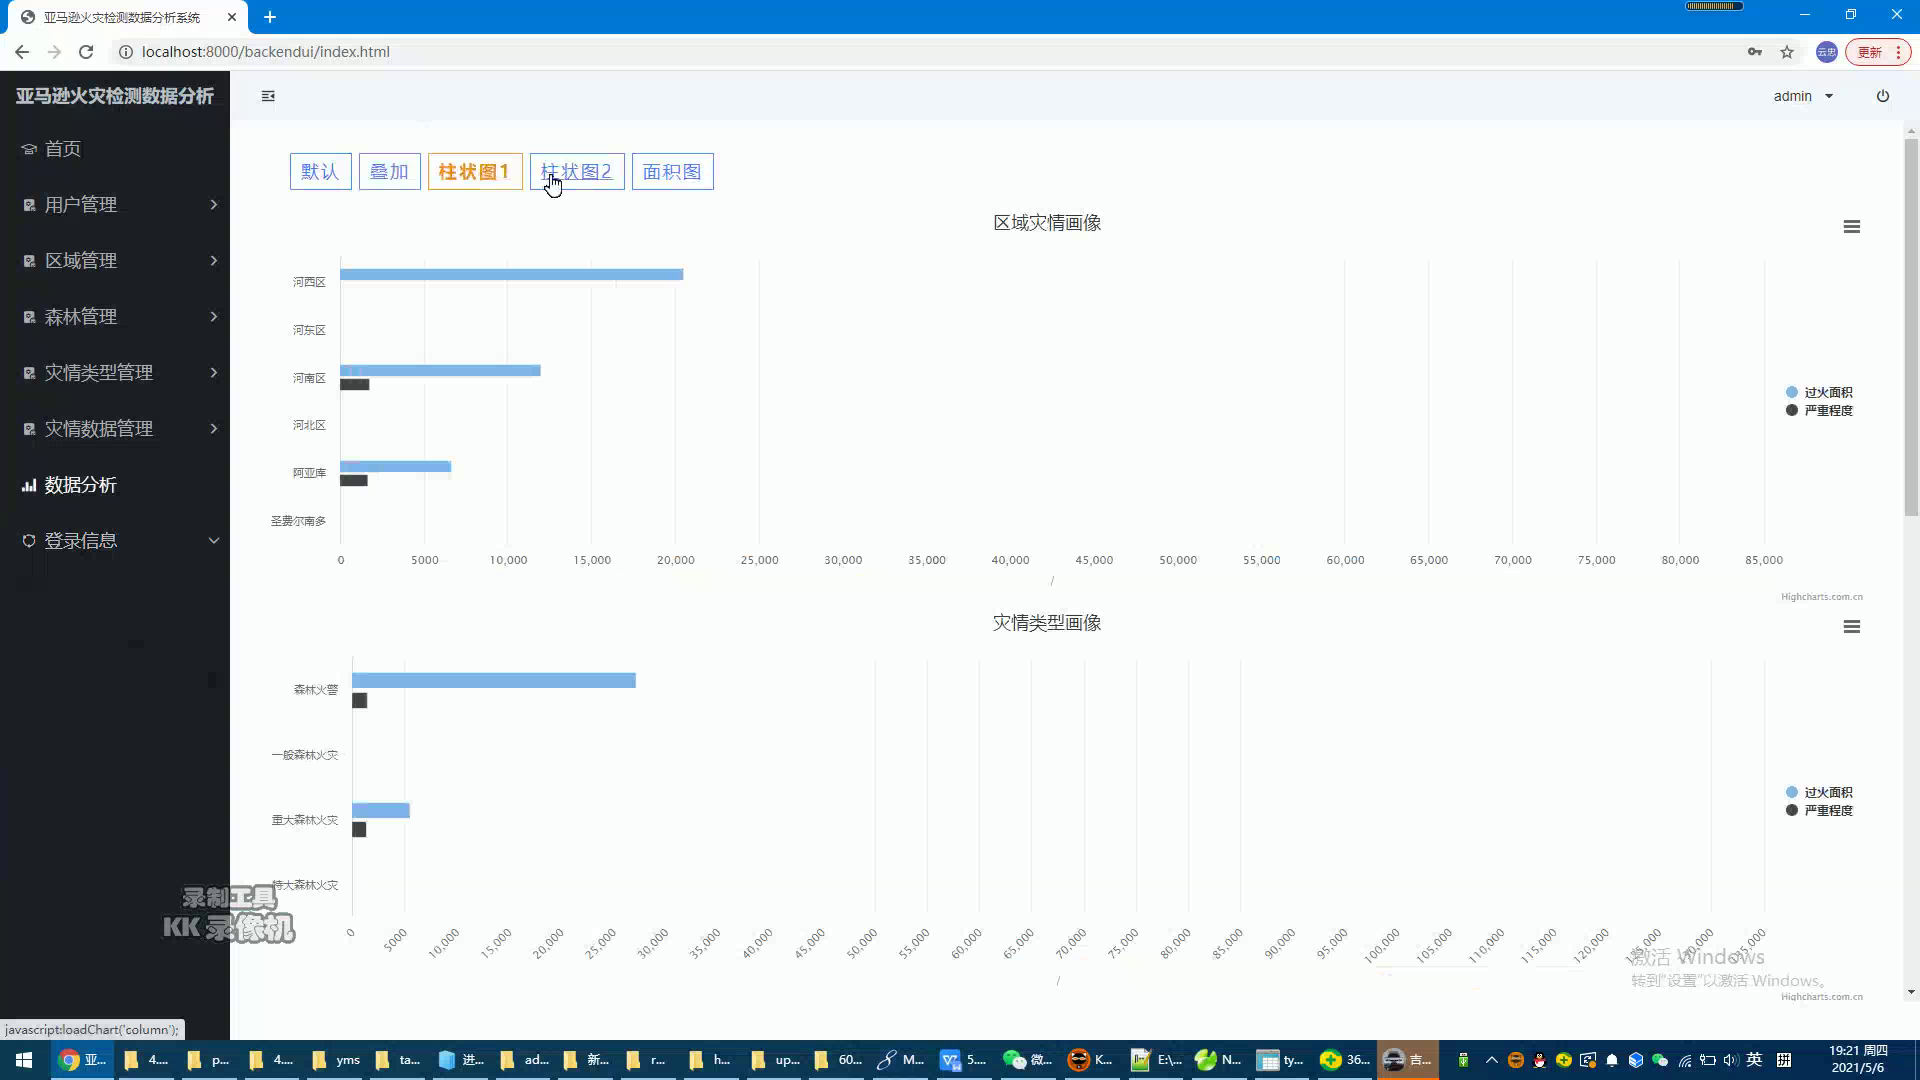 亚马逊火灾检测数据分析系统
localhost:8000/backendui/index.html
云忠
更新
亚马逊火灾检测数据分析
admin
首页
用户管理
区域管理
森林管理
灾情类型管理
灾情数据管理
数据分析
登录信息
默认
叠加
柱状图1
柱状图2
面积图
区域灾情画像
河西区
河东区
河南区
河北区
阿亚库
圣费尔南多
0 5000 10,000 15,000 20,000 25,000 30,000 35,000 40,000 45,000 50,000 55,000 60,000 65,000 70,000 75,000 80,000 85,000
/
过火面积
严重程度
Highcharts.com.cn
灾情类型画像
森林火警
一般森林火灾
重大森林火灾
特大森林火灾
0 5000 10,000 15,000 20,000 25,000 30,000 35,000 40,000 45,000 50,000 55,000 60,000 65,000 70,000 75,000 80,000 85,000 90,000 95,000 100,000 105,000 110,000 115,000 120,000
/
过火面积
严重程度
录制工具
KK 录像机
激活 Windows
转到"设置"以激活 Windows。
Highcharts.com.cn
javascript:loadChart('column');
亚...
4....
p...
4....
yms
ta...
进...
ad...
新...
r...
h...
up...
60...
M...
5....
微...
K...
E:\...
N...
ty...
36...
吉...
英
拼
19:21 周四
2021/5/6